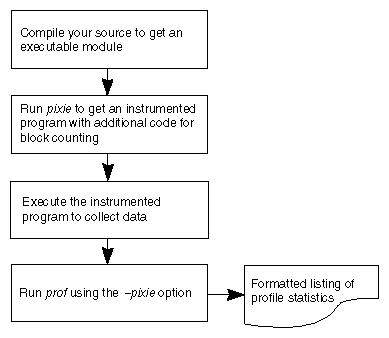 Compile your source to get an
executable module
Run pixie to get an instrumented
program with additional code for
block counting
Execute the instrumented
program to collect data
Run prof using the –pixie option
Formatted listing of
profile statistics